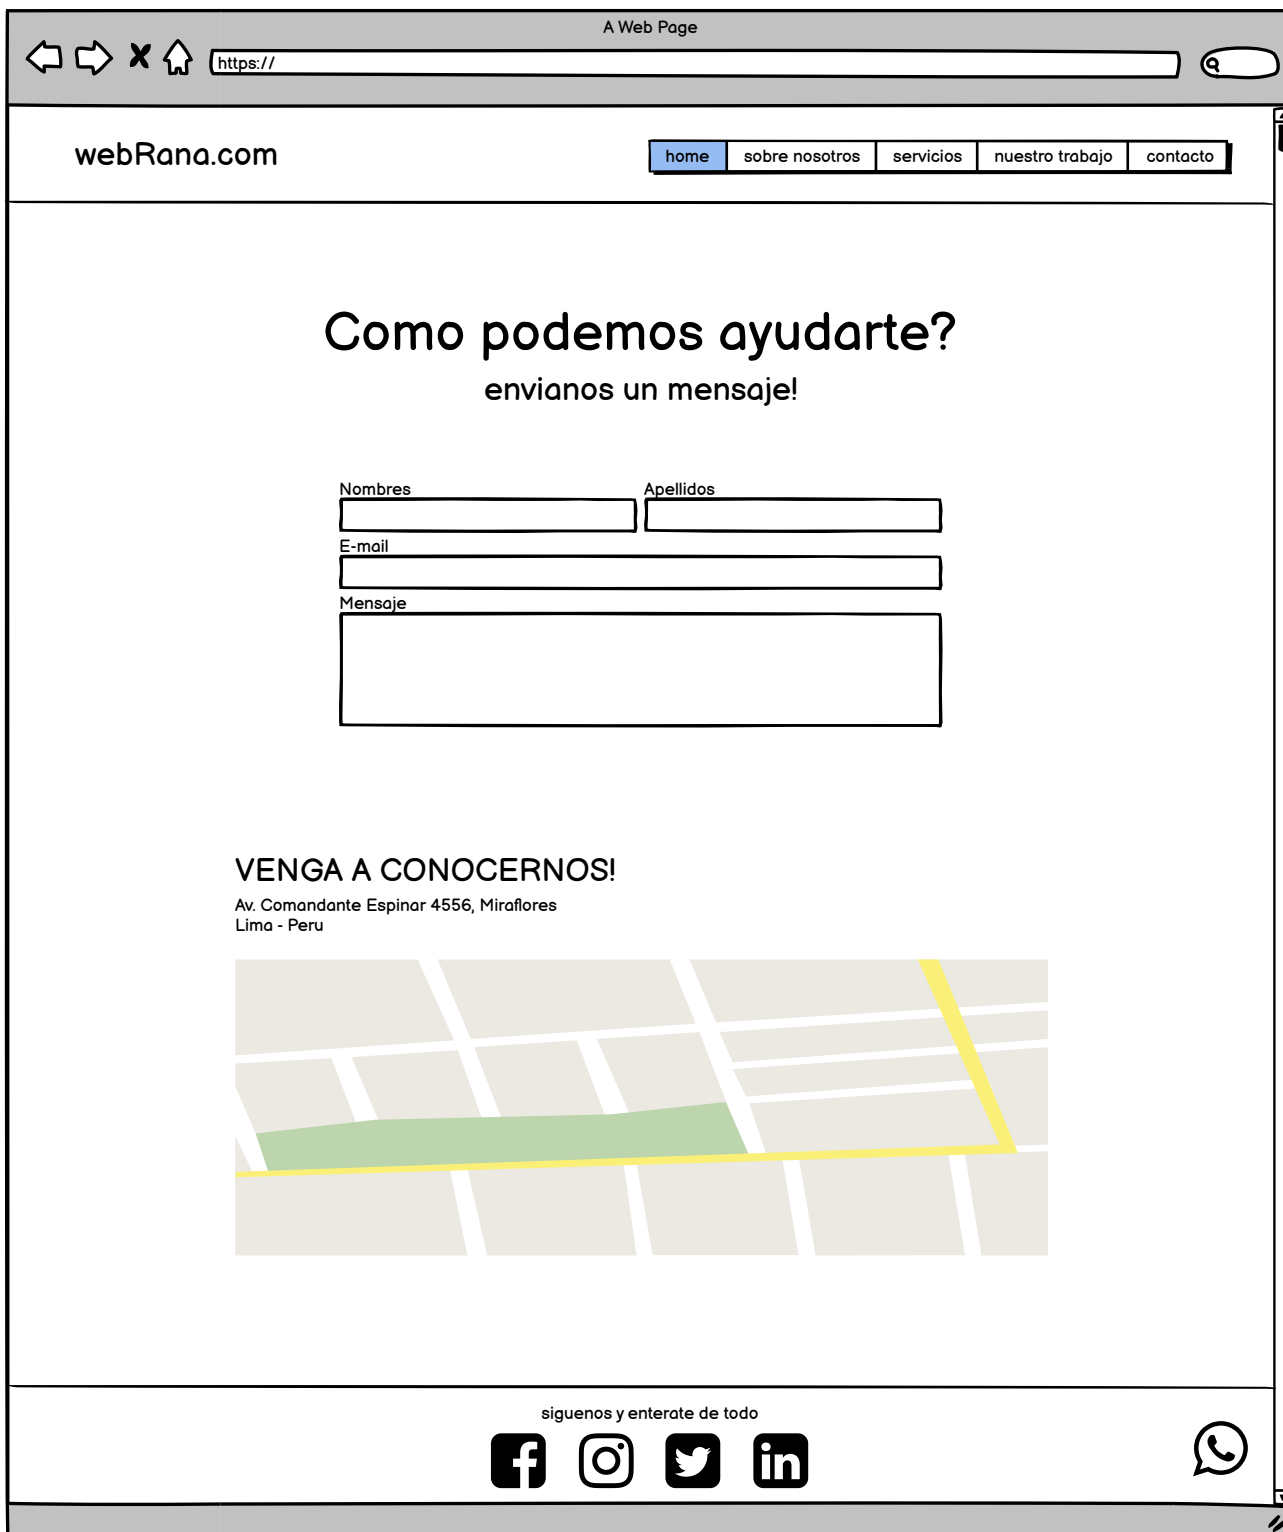 A Web Page
https://
webRana.com
home sobre nosotros servicios nuestro trabajo contacto
Como podemos ayudarte?
envianos un mensaje!
Nombres Apellidos
E-mail
Mensaje
VENGA A CONOCERNOS!
Av. Comandante Espinar 4556, Miraflores
Lima - Peru
siguenos y enterate de todo